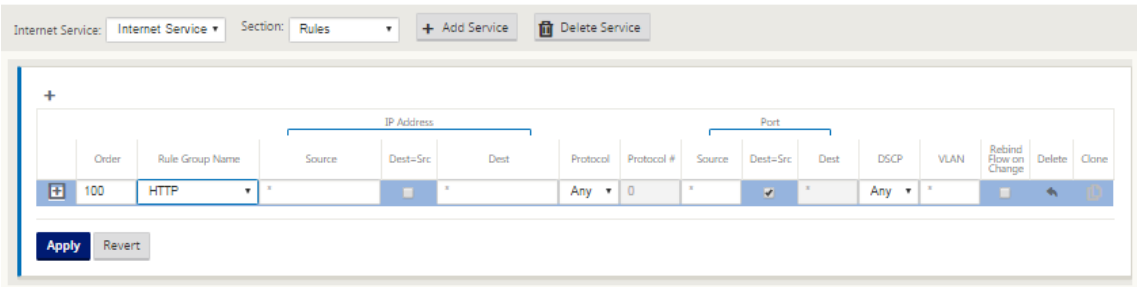 Internet Service: Internet Service Section: Rules + Add Service Delete Service
+
IP Address Port
Order Rule Group Name Source Dest=Src Dest Protocol Protocol # Source Dest=Src Dest DSCP VLAN Rebind Flow on Change Delete Clone
100 HTTP * * Any 0 * * Any *
Apply Revert